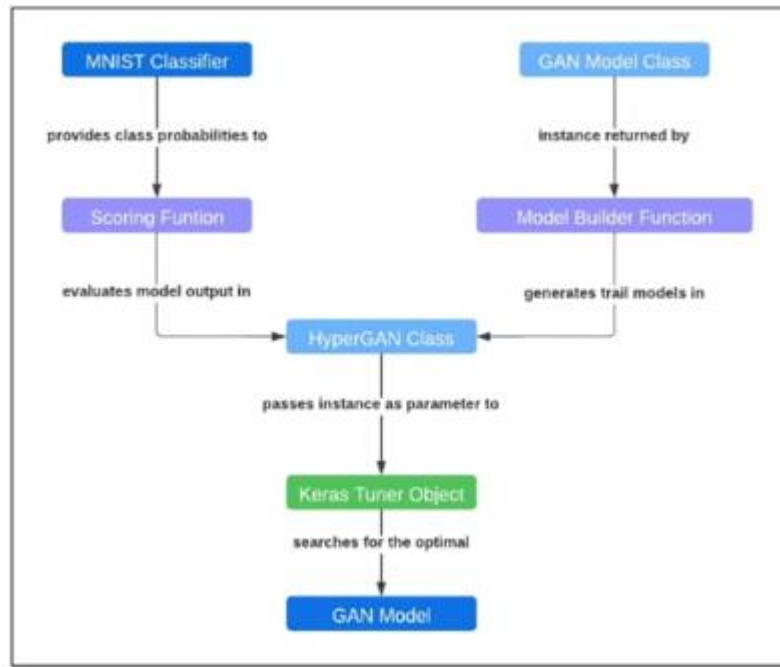 MNIST Classifier
GAN Model Class
provides class probabilities to
instance returned by
Scoring Funtion
Model Builder Function
evaluates model output in
generates trail models in
HyperGAN Class
passes instance as parameter to
Keras Tuner Object
searches for the optimal
GAN Model